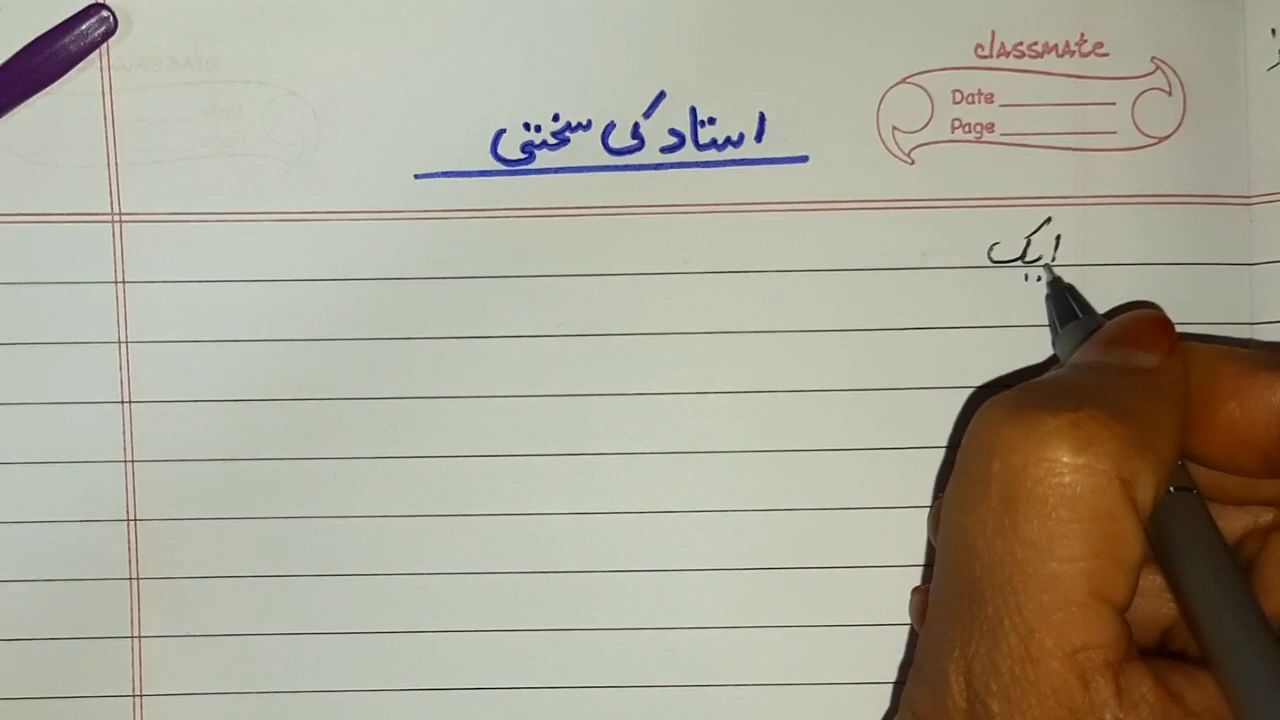 classmate
Date
Page
استاد کی سختی
ایک